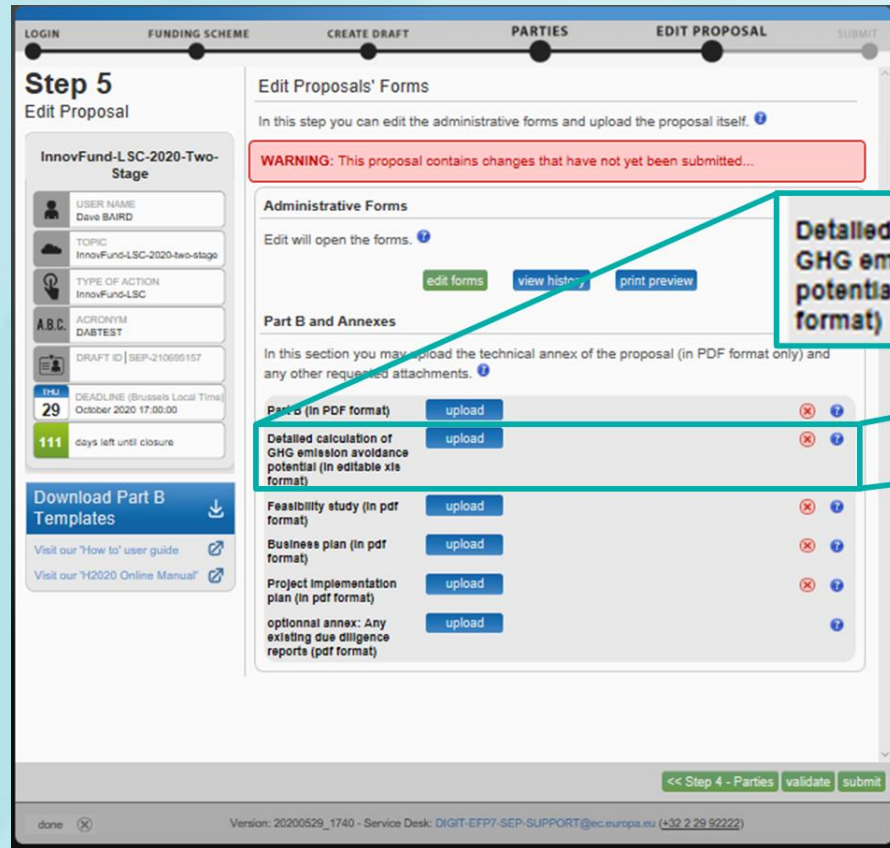 LOGIN FUNDING SCHEME CREATE DRAFT PARTIES EDIT PROPOSAL SUBMIT
Step 5
Edit Proposal
InnovFund-LSC-2020-Two-
Stage
USER NAME
Dave BAIRD
TOPIC
InnovFund-LSC-2020-two-stage
TYPE OF ACTION
InnovFund-LSC
A.B.C.
ACRONYM
DABTEST
DRAFT ID SEP-210695157
THU
29
DEADLINE (Brussels Local Time)
October 2020 17:00:00
111 days left until closure
Download Part B
Templates
Visit our 'How to' user guide
Visit our 'H2020 Online Manual'
Edit Proposals' Forms
In this step you can edit the administrative forms and upload the proposal itself.
WARNING: This proposal contains changes that have not yet been submitted...
Administrative Forms
Edit will open the forms.
edit forms view history print preview
Part B and Annexes
In this section you may upload the technical annex of the proposal (in PDF format only) and
any other requested attachments.
Part B (in PDF format) upload
Detailed calculation of upload
GHG emission avoidance
potential (in editable xls
format)
Feasibility study (in pdf upload
format)
Business plan (in pdf upload
format)
Project implementation upload
plan (in pdf format)
optionnal annex: Any upload
existing due diligence
reports (pdf format)
Detailed
GHG em
potentia
format)
<< Step 4 - Parties validate submit
done Version: 20200529_1740 - Service Desk: DIGIT-EFP7-SEP-SUPPORT@ec.europa.eu (+32 2 29 92222)